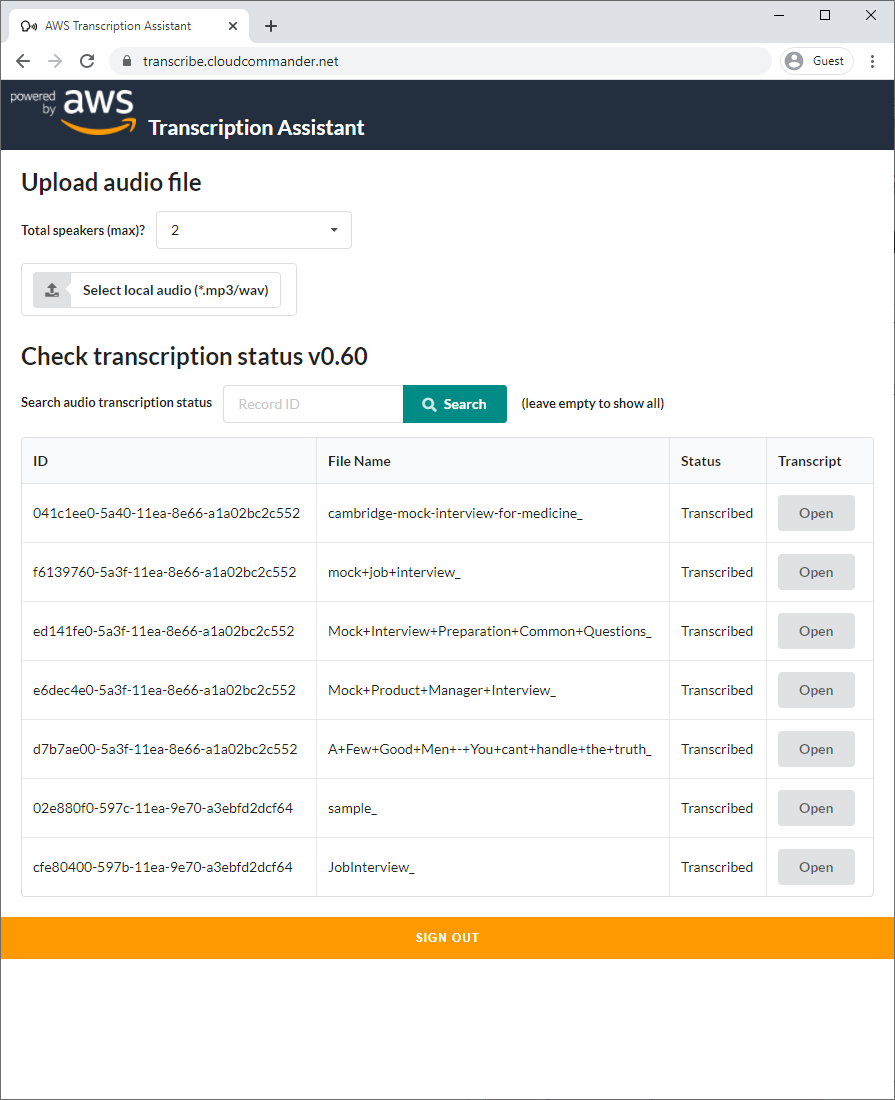 AWS Transcription Assistant
transcribe.cloudcommander.net
Guest
powered
by
aws
Transcription Assistant
Upload audio file
Total speakers (max)? 2
Select local audio (*.mp3/wav)
Check transcription status v0.60
Search audio transcription status Record ID Search (leave empty to show all)
ID File Name Status Transcript
041c1ee0-5a40-11ea-8e66-a1a02bc2c552 cambridge-mock-interview-for-medicine_ Transcribed Open
f6139760-5a3f-11ea-8e66-a1a02bc2c552 mock+job+interview_ Transcribed Open
ed141fe0-5a3f-11ea-8e66-a1a02bc2c552 Mock+Interview+Preparation+Common+Questions_ Transcribed Open
e6dec4e0-5a3f-11ea-8e66-a1a02bc2c552 Mock+Product+Manager+Interview_ Transcribed Open
d7b7ae00-5a3f-11ea-8e66-a1a02bc2c552 A+Few+Good+Men+-+You+cant+handle+the+truth_ Transcribed Open
02e880f0-597c-11ea-9e70-a3ebfd2dcf64 sample_ Transcribed Open
cfe80400-597b-11ea-9e70-a3ebfd2dcf64 JobInterview_ Transcribed Open
SIGN OUT